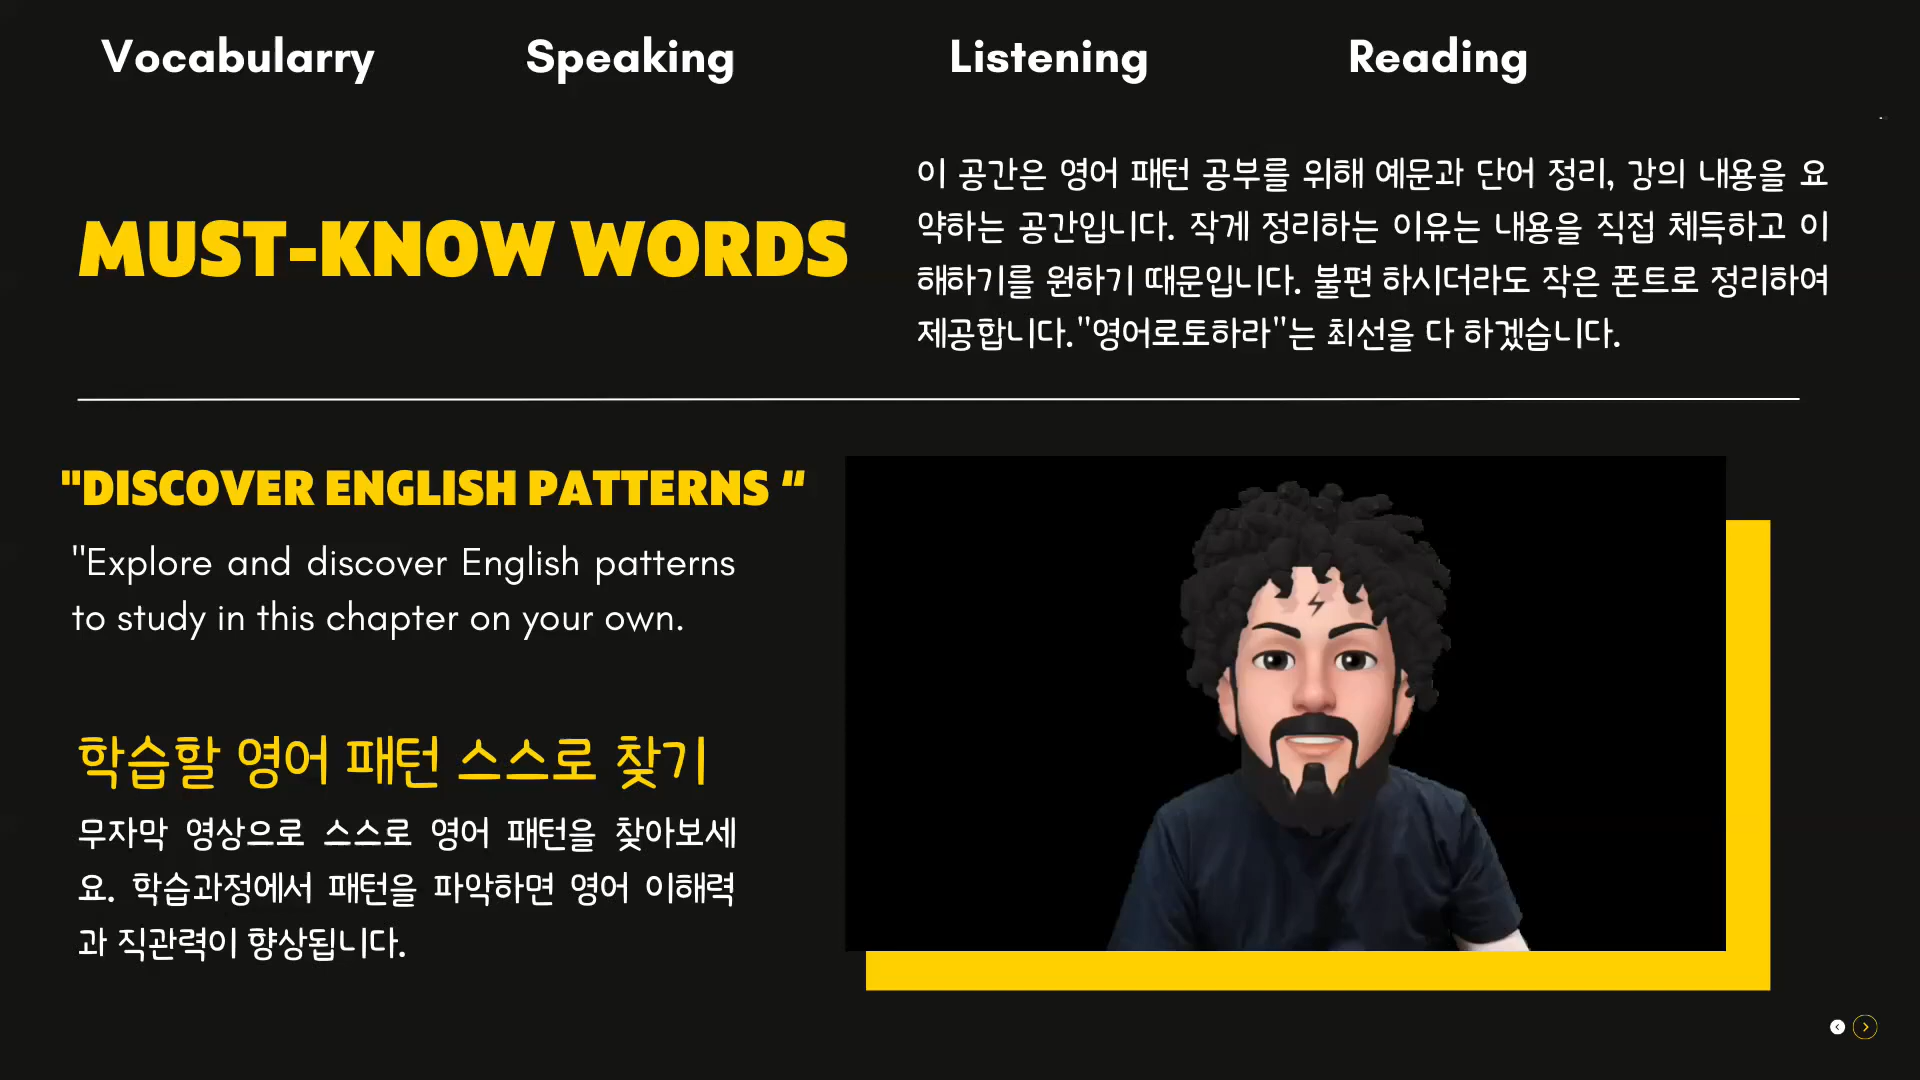 Vocabularry Speaking Listening Reading
MUST-KNOW WORDS
이 공간은 영어 패턴 공부를 위해 예문과 단어 정리, 강의 내용을 요
약하는 공간입니다. 작게 정리하는 이유는 내용을 직접 체득하고 이
해하기를 원하기 때문입니다. 불편 하시더라도 작은 폰트로 정리하여
제공합니다."영어로토하라"는 최선을 다 하겠습니다.
"DISCOVER ENGLISH PATTERNS “
"Explore and discover English patterns
to study in this chapter on your own.
학습할 영어 패턴 스스로 찾기
무자막 영상으로 스스로 영어 패턴을 찾아보세
요. 학습과정에서 패턴을 파악하면 영어 이해력
과 직관력이 향상됩니다.